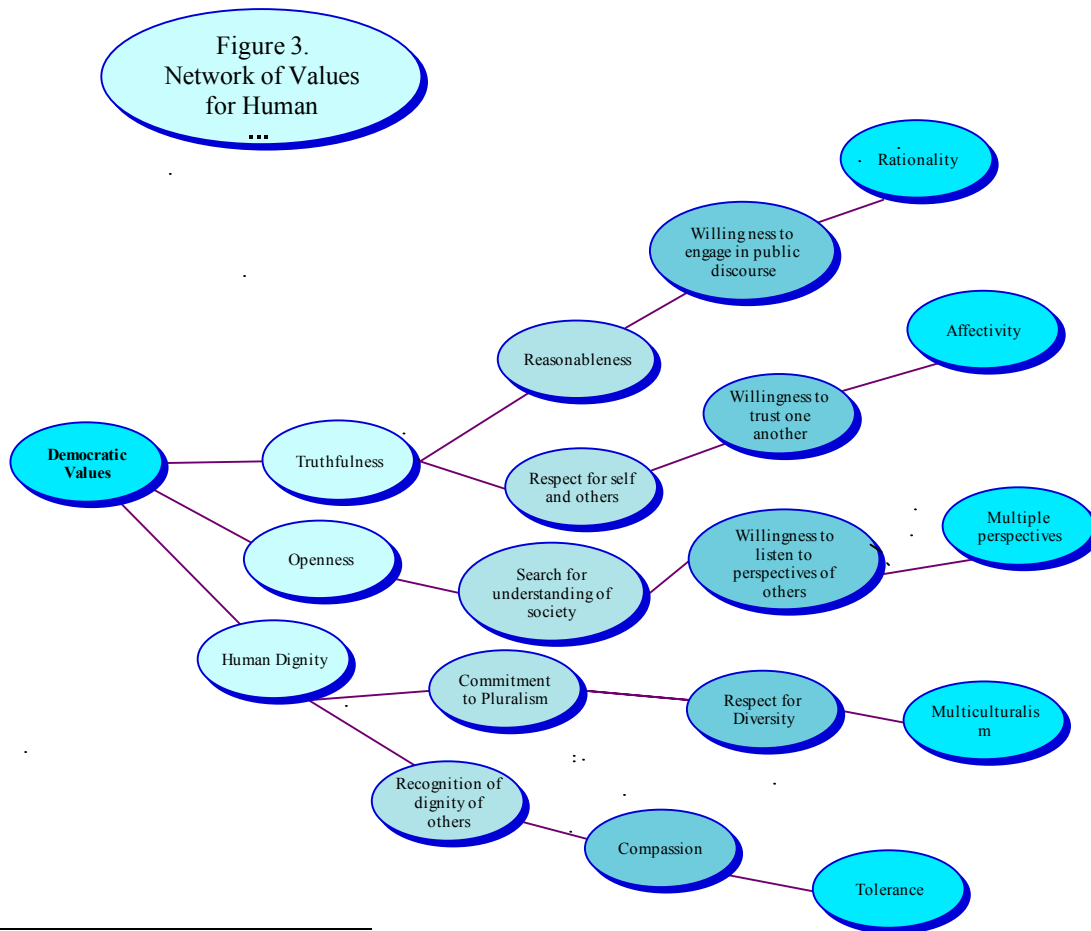 Figure 3.
Network of Values
for Human
...
Rationality
Willing ness to
engage in public
discourse
Affectivity
Reasonableness
Willingness to
trust one
another
Democratic
Values
Truthfulness
Respect for self
and others
Multiple
perspectives
Willingness to
listen to
perspectives of
others
Openness
Search for
understanding of
society
Human Dignity
Commitment
to Pluralism
Respect for
Diversity
Multiculturalis
m
Recognition of
dignity of
others
Compassion
Tolerance